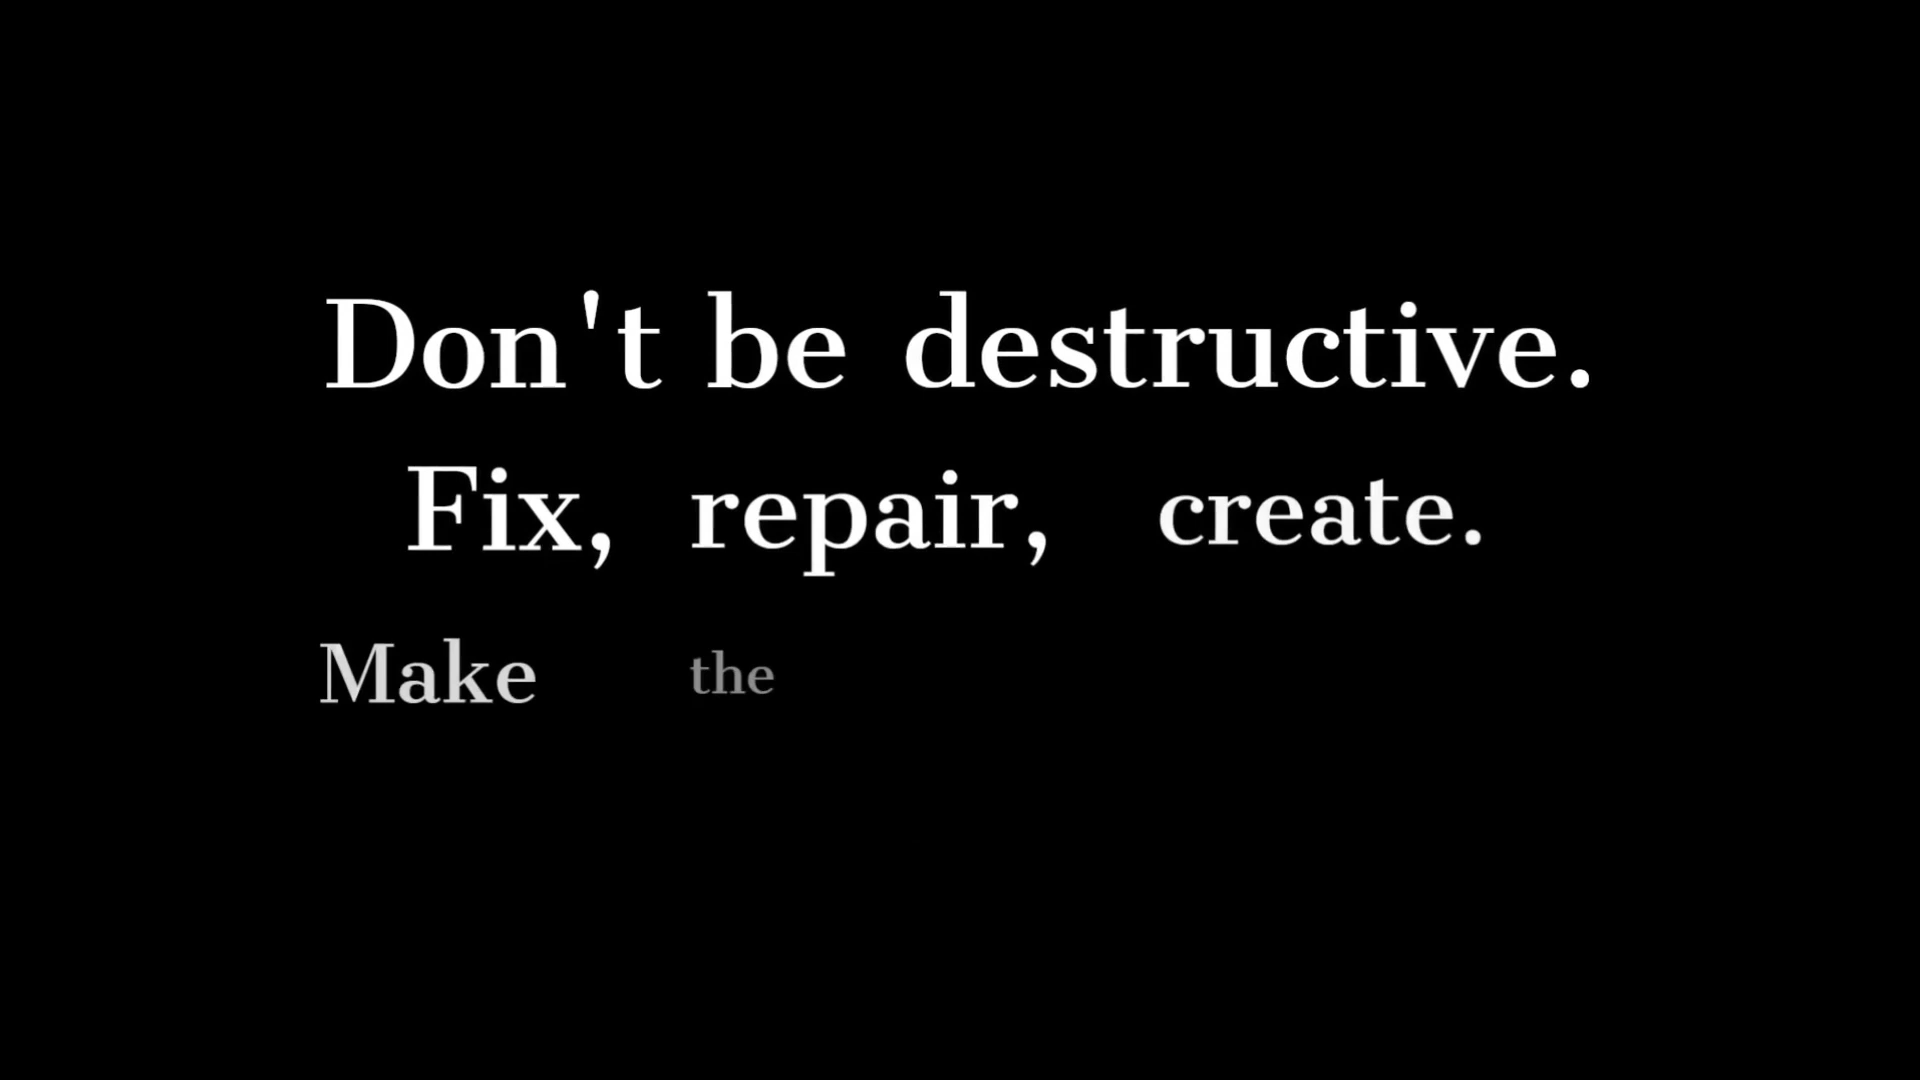 Don't be destructive.
Fix, repair, create.
Make the